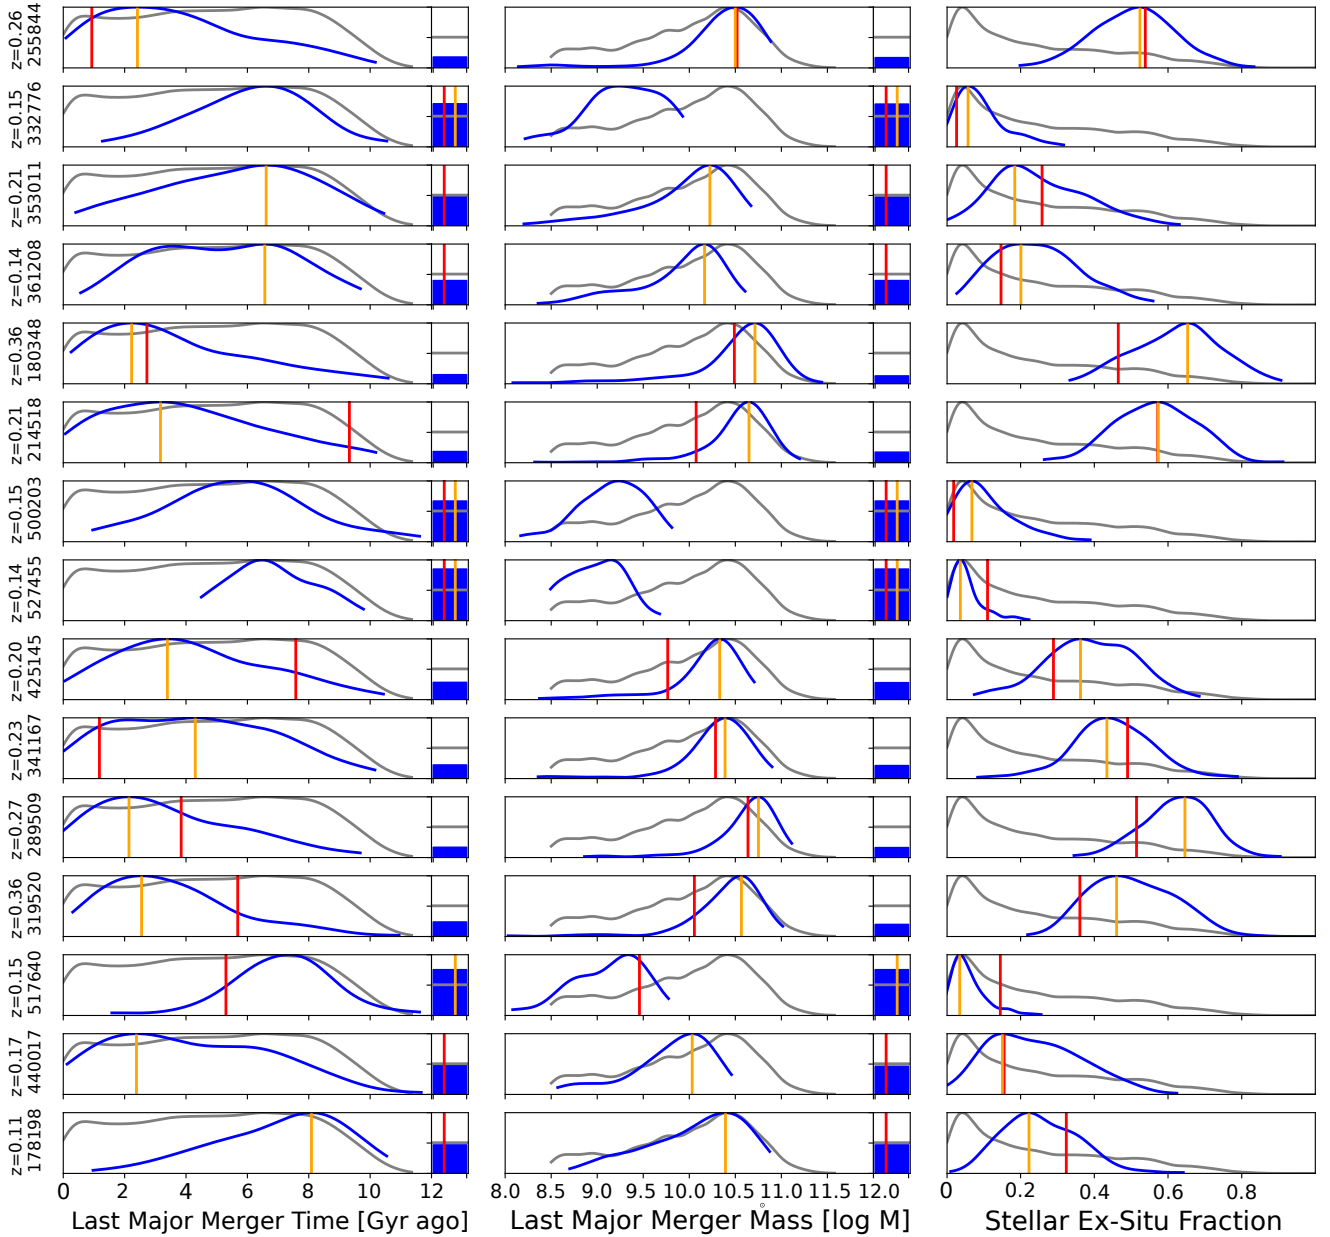 z=0.26
255844
z=0.15
332776
z=0.21
353011
z=0.14
361208
z=0.36
180348
z=0.21
214518
z=0.15
500203
z=0.14
527455
z=0.20
425145
z=0.23
341167
z=0.27
289509
z=0.36
319520
z=0.15
517640
z=0.17
440017
z=0.11
178198
0 2 4 6 8 10 12
8.0 8.5 9.0 9.5 10.0 10.5 11.0 11.5 12.0
0 0.2 0.4 0.6 0.8
Last Major Merger Time [Gyr ago]
Last Major Merger Mass [log M☉]
Stellar Ex-Situ Fraction